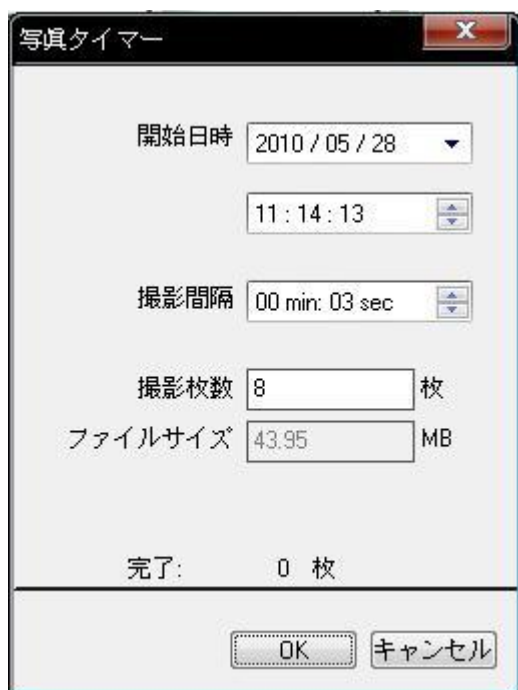 写眞タイマー
開始日時 2010 / 05 / 28
11 : 14 : 13
撮影間隔 00 min: 03 sec
撮影枚数 8 枚
ファイルサイズ 43.95 MB
完了: 0 枚
OK キャンセル